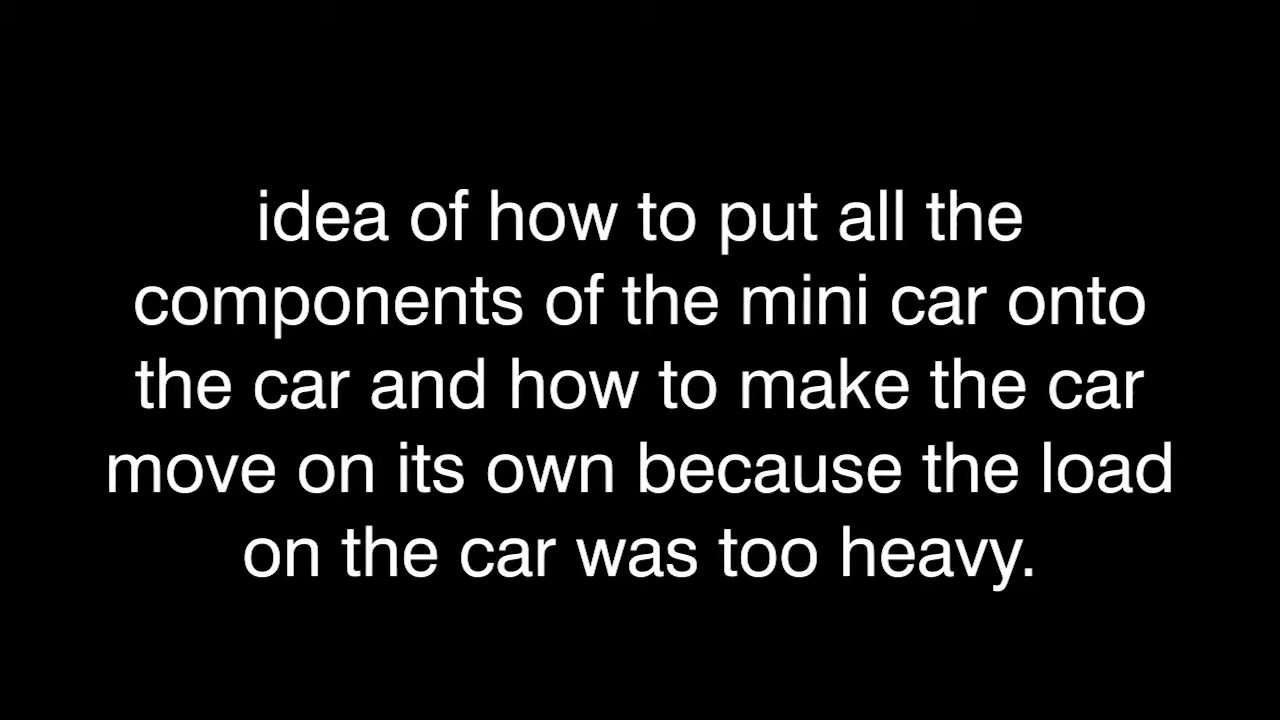 idea of how to put all the
components of the mini car onto
the car and how to make the car
move on its own because the load
on the car was too heavy.